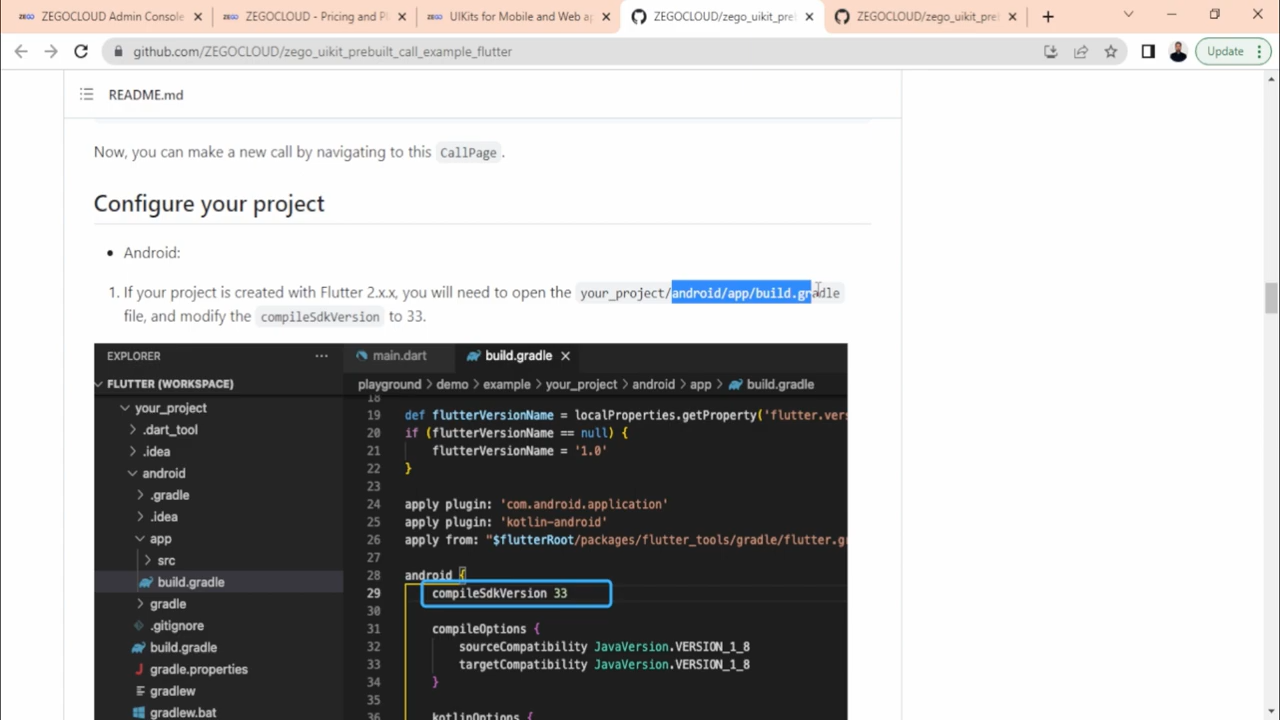 ZEGOCLOUD Admin Console
ZEGOCLOUD - Pricing and Pl
UIKits for Mobile and Web ap
ZEGOCLOUD/zego_uikit_prebu
ZEGOCLOUD/zego_uikit_preb
github.com/ZEGOCLOUD/zego_uikit_prebuilt_call_example_flutter
Update
README.md
Now, you can make a new call by navigating to this CallPage .
Configure your project
• Android:
1. If your project is created with Flutter 2.x.x, you will need to open the your_project/android/app/build.gradle
file, and modify the compileSdkVersion to 33.
EXPLORER
main.dart
build.gradle
FLUTTER (WORKSPACE)
playground > demo > example > your_project > android > app > build.gradle
your_project
.dart_tool
.idea
android
.gradle
.idea
app
src
build.gradle
gradle
.gitignore
build.gradle
gradle.properties
gradlew
gradlew.bat
18
19 def flutterVersionName = localProperties.getProperty('flutter.vers
20 if (flutterVersionName == null) {
21 flutterVersionName = '1.0'
22 }
23
24 apply plugin: 'com.android.application'
25 apply plugin: 'kotlin-android'
26 apply from: "$flutterRoot/packages/flutter_tools/gradle/flutter.gr
27
28 android {
29 compileSdkVersion 33
30
31 compileOptions {
32 sourceCompatibility JavaVersion.VERSION_1_8
33 targetCompatibility JavaVersion.VERSION_1_8
34 }
35
36 kotlinOptions {